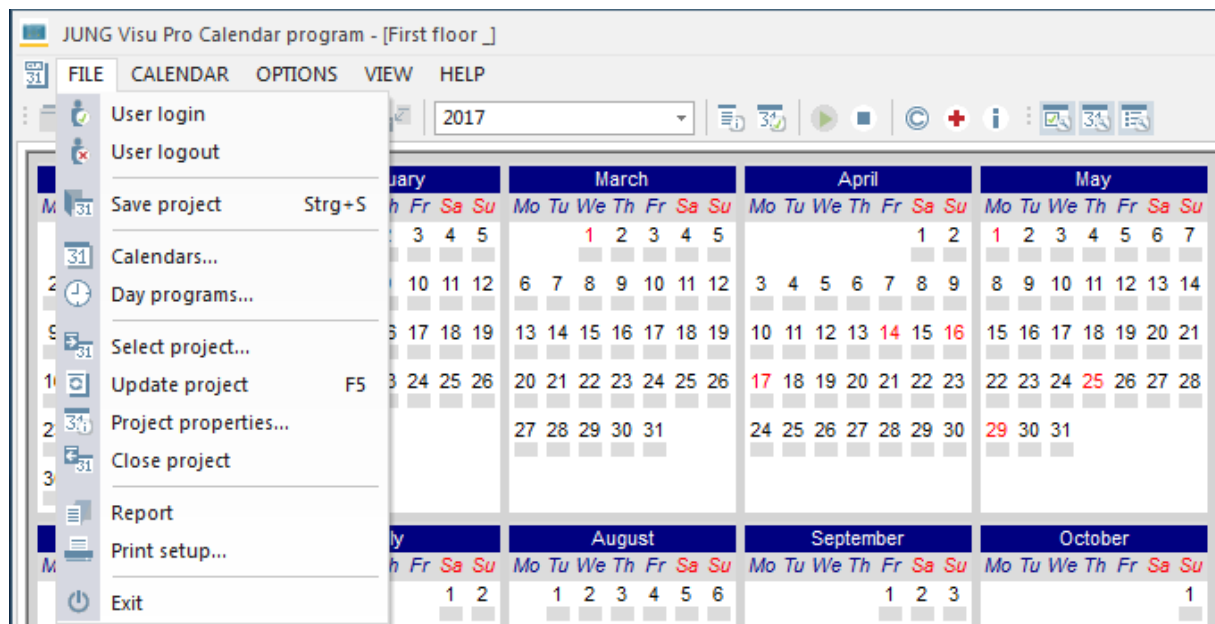 JUNG Visu Pro Calendar program - [First floor _]
FILE CALENDAR OPTIONS VIEW HELP
2017
User login
User logout
Save project Strg+S
Calendars...
Day programs...
Select project...
Update project F5
Project properties...
Close project
Report
Print setup...
Exit
March April May
Fr Sa Su Mo Tu We Th Fr Sa Su Mo Tu We Th Fr Sa Su Mo Tu We Th Fr Sa Su
3 4 5 1 2 3 4 5 1 2 1 2 3 4 5 6 7
10 11 12 6 7 8 9 10 11 12 3 4 5 6 7 8 9 8 9 10 11 12 13 14
17 18 19 13 14 15 16 17 18 19 10 11 12 13 14 15 16 15 16 17 18 19 20 21
24 25 26 20 21 22 23 24 25 26 17 18 19 20 21 22 23 22 23 24 25 26 27 28
27 28 29 30 31 24 25 26 27 28 29 30 29 30 31
August September October
Fr Sa Su Mo Tu We Th Fr Sa Su Mo Tu We Th Fr Sa Su Mo Tu We Th Fr Sa Su
1 2 1 2 3 4 5 6 1 2 3 1